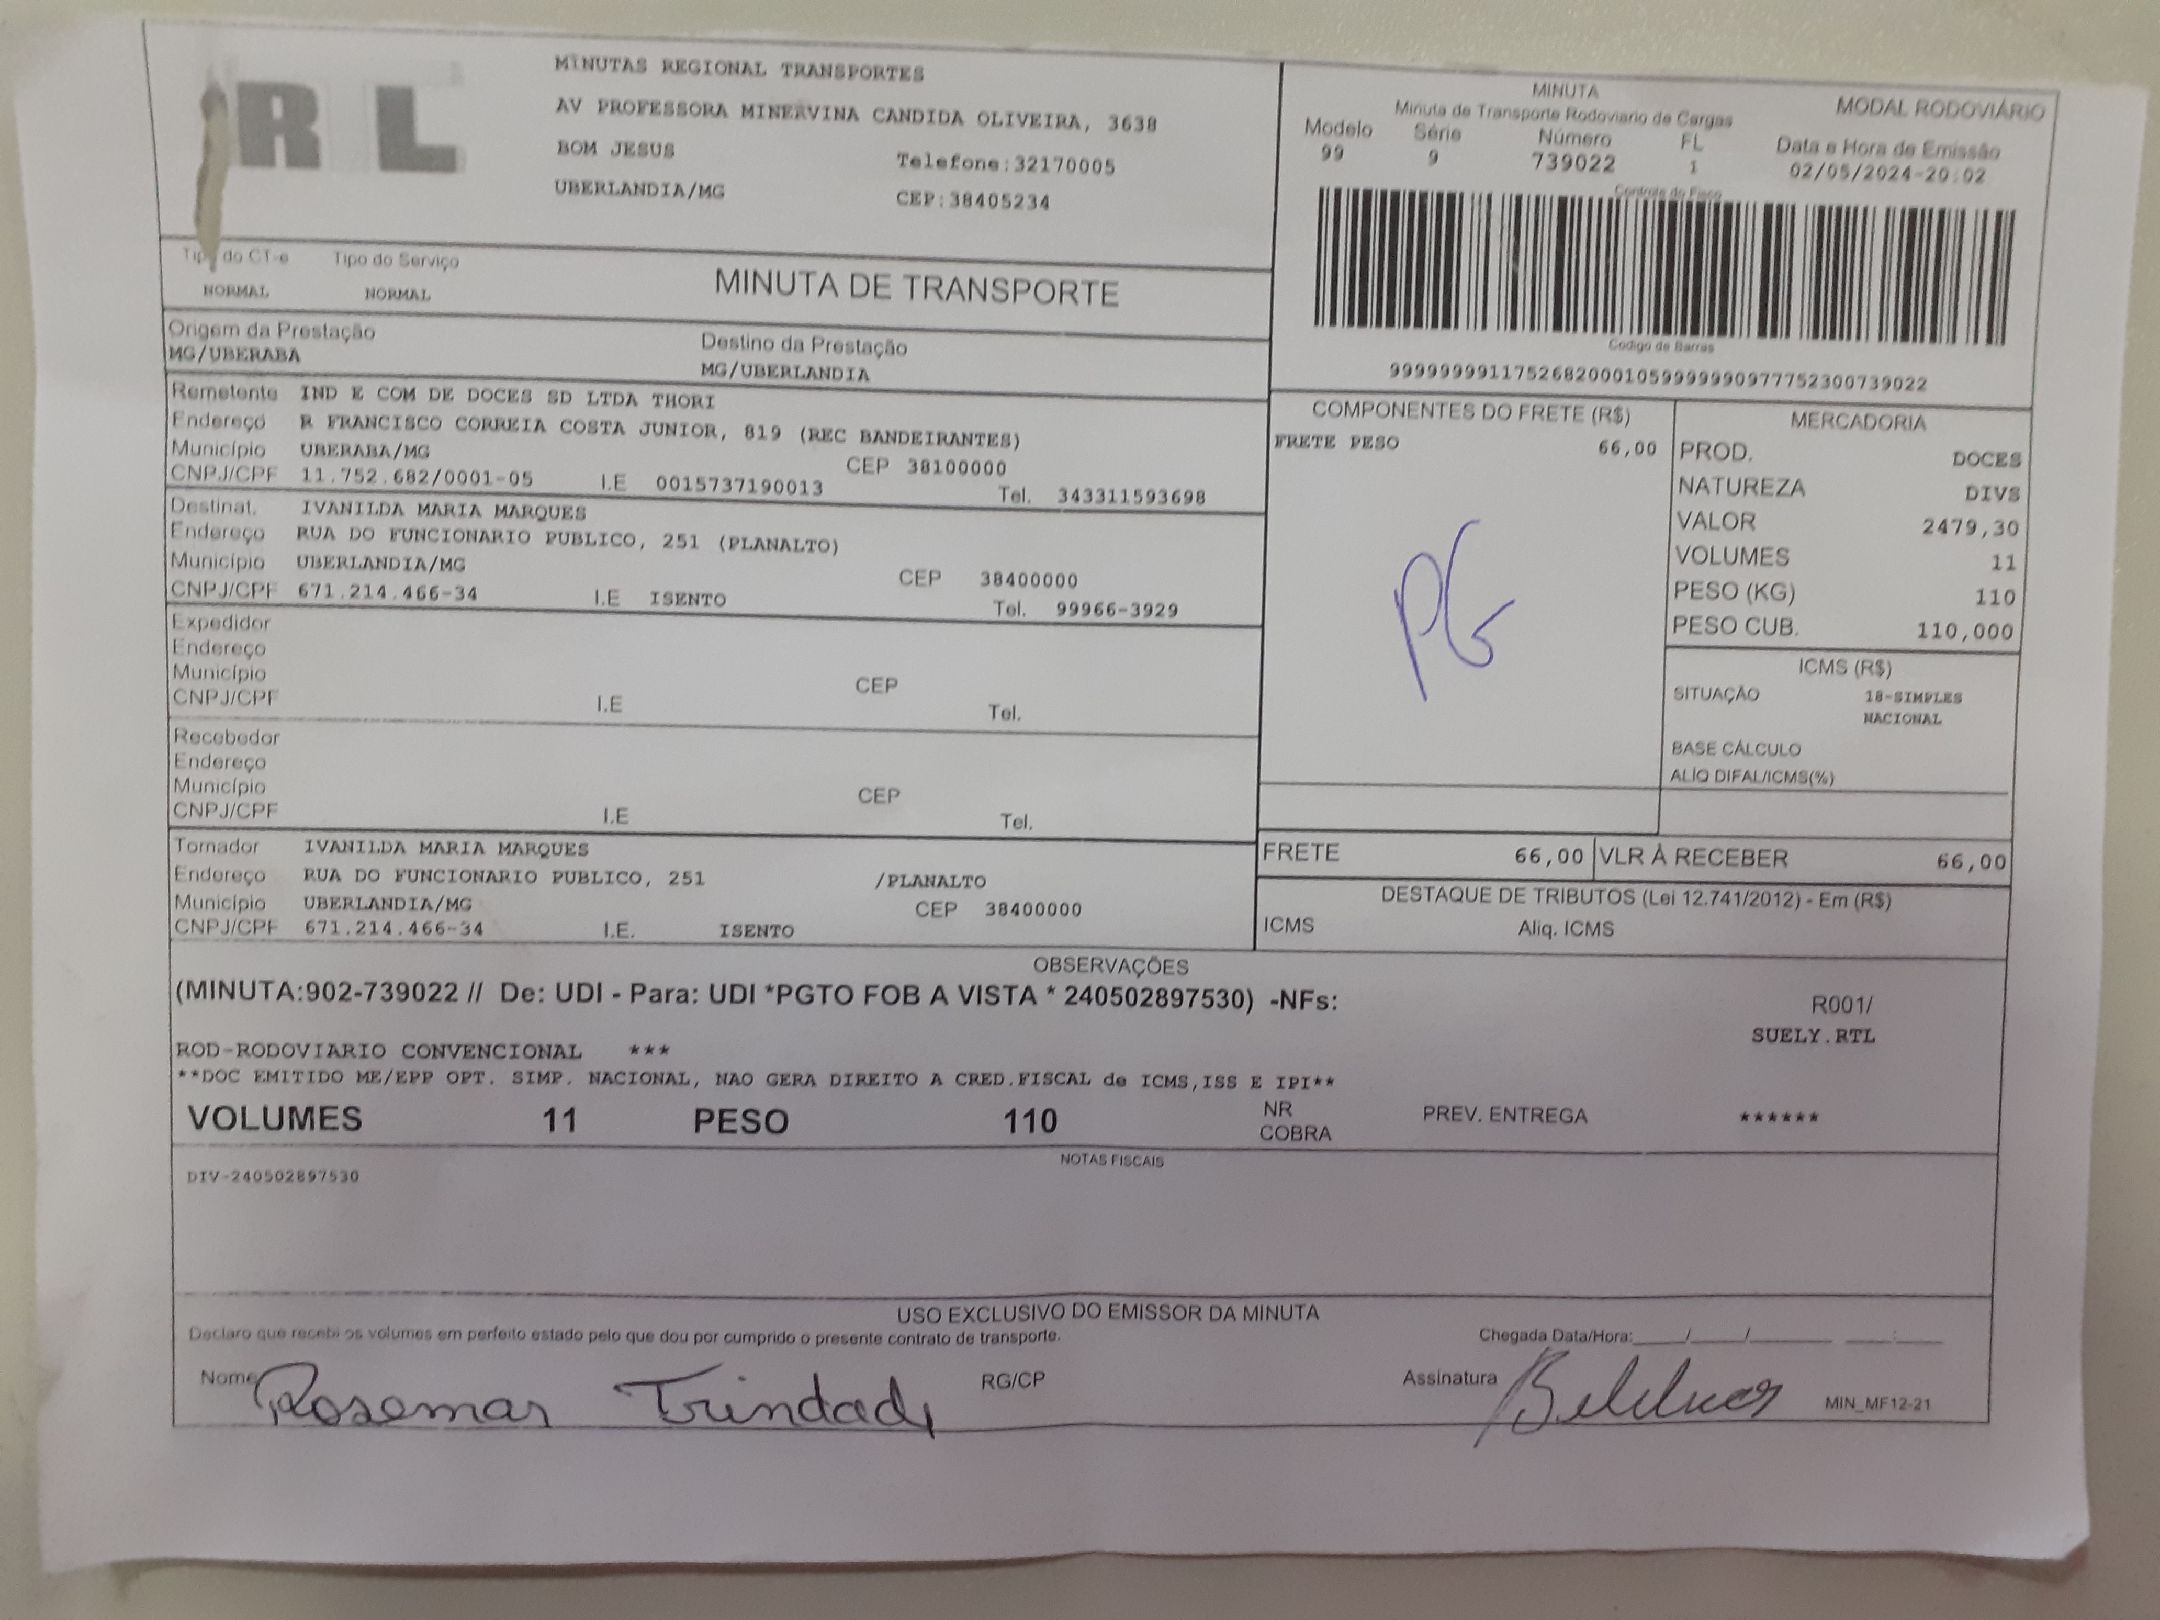 RL
MINUTAS REGIONAL TRANSPORTES
AV PROFESSORA MINERVINA CANDIDA OLIVEIRA, 3638
BOM JESUS Telefone:32170005
UBERLANDIA/MG CEP:38405234
MINUTA
Minuta de Transporte Rodoviario de Cargas MODAL RODOVIÁRIO
Modelo Série Número FL Data e Hora de Emissão
99 9 739022 1 02/05/2024-20:02
Controle do Fisco
Codigo de Barras
99999999117526820001059999990977752300739022
Tipo do CT-e Tipo do Serviço
NORMAL NORMAL
MINUTA DE TRANSPORTE
Origem da Prestação Destino da Prestação
MG/UBERABA MG/UBERLANDIA
Remetente IND E COM DE DOCES SD LTDA THORI
Endereço R FRANCISCO CORREIA COSTA JUNIOR, 819 (REC BANDEIRANTES)
Município UBERABA/MG CEP 38100000
CNPJ/CPF 11.752.682/0001-05 I.E 0015737190013 Tel. 343311593698
Destinat. IVANILDA MARIA MARQUES
Endereço RUA DO FUNCIONARIO PUBLICO, 251 (PLANALTO)
Município UBERLANDIA/MG CEP 38400000
CNPJ/CPF 671.214.466-34 I.E ISENTO Tel. 99966-3929
Expedidor
Endereço
Município CEP
CNPJ/CPF I.E Tel.
Recebedor
Endereço
Município CEP
CNPJ/CPF I.E Tel.
Tomador IVANILDA MARIA MARQUES
Endereço RUA DO FUNCIONARIO PUBLICO, 251 /PLANALTO
Município UBERLANDIA/MG CEP 38400000
CNPJ/CPF 671.214.466-34 I.E. ISENTO
COMPONENTES DO FRETE (R$)
FRETE PESO 66,00
PG
MERCADORIA
PROD. DOCES
NATUREZA DIVS
VALOR 2479,30
VOLUMES 11
PESO (KG) 110
PESO CUB. 110,000
ICMS (R$)
SITUAÇÃO 18-SIMPLES
NACIONAL
BASE CÁLCULO
ALÍQ DIFAL/ICMS(%)
FRETE 66,00 VLR À RECEBER 66,00
DESTAQUE DE TRIBUTOS (Lei 12.741/2012) - Em (R$)
ICMS Aliq. ICMS
OBSERVAÇÕES
(MINUTA:902-739022 // De: UDI - Para: UDI *PGTO FOB A VISTA * 240502897530) -NFs: R001/
SUELY.RTL
ROD-RODOVIARIO CONVENCIONAL ***
**DOC EMITIDO ME/EPP OPT. SIMP. NACIONAL, NAO GERA DIREITO A CRED.FISCAL de ICMS,ISS E IPI**
VOLUMES 11 PESO 110 NR COBRA PREV. ENTREGA ******
NOTAS FISCAIS
DIV-240502897530
USO EXCLUSIVO DO EMISSOR DA MINUTA
Declaro que recebi os volumes em perfeito estado pelo que dou por cumprido o presente contrato de transporte. Chegada Data/Hora:____/____/______ ____:____
Nome Rosemar Trindade RG/CP Assinatura MIN_MF12-21